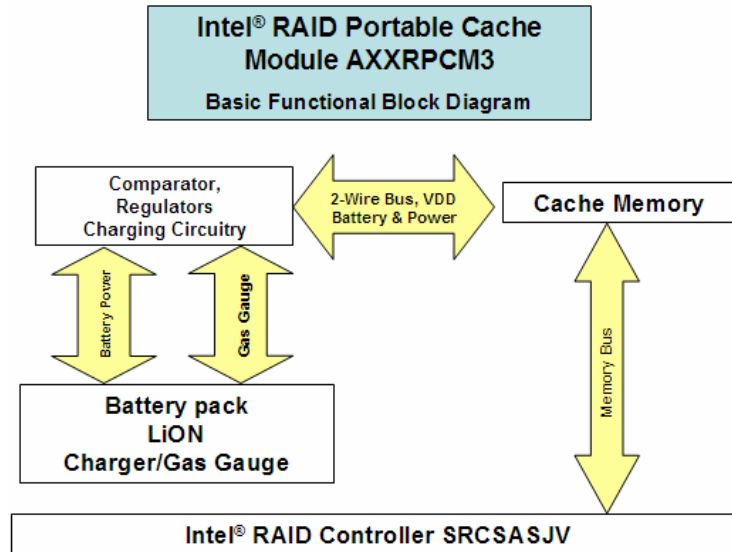 Intel® RAID Portable Cache
Module AXXRPCM3
Basic Functional Block Diagram
Comparator,
Regulators
Charging Circuitry
2-Wire Bus, VDD
Battery & Power
Cache Memory
Battery Power
Gas Gauge
Memory Bus
Battery pack
LiON
Charger/Gas Gauge
Intel® RAID Controller SRCSASJV